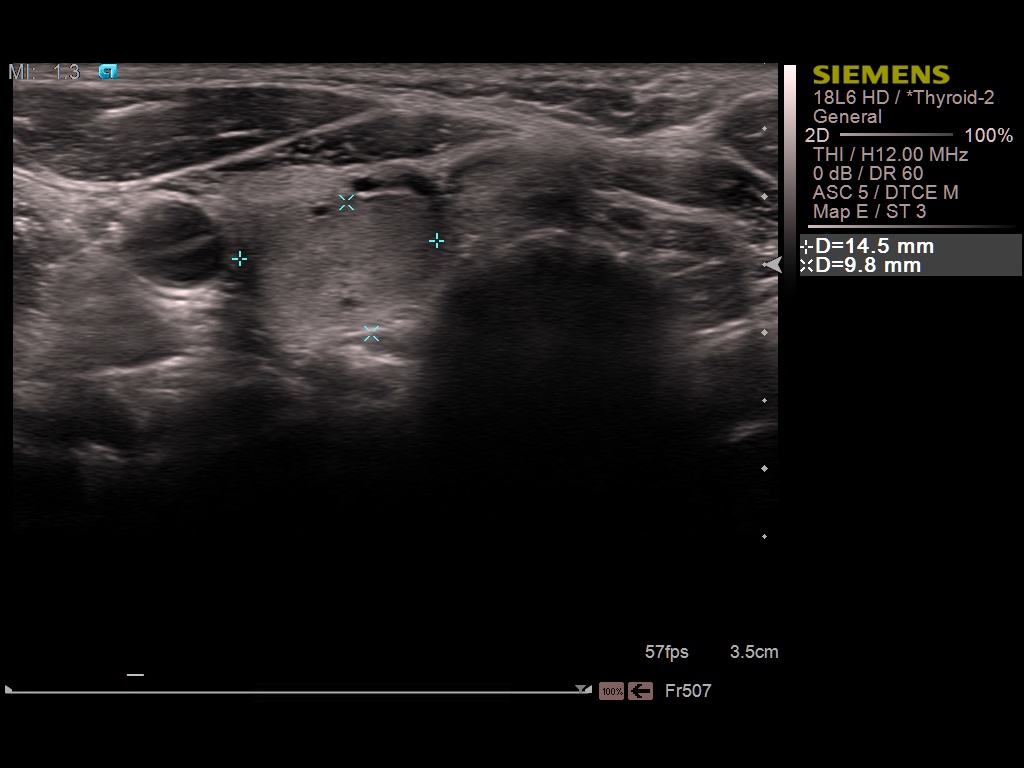 MI: 1.3
SIEMENS
18L6 HD / *Thyroid-2
General
2D 100%
THI / H12.00 MHz
0 dB / DR 60
ASC 5 / DTCE M
Map E / ST 3
D=14.5 mm
D=9.8 mm
57fps 3.5cm
100% Fr507